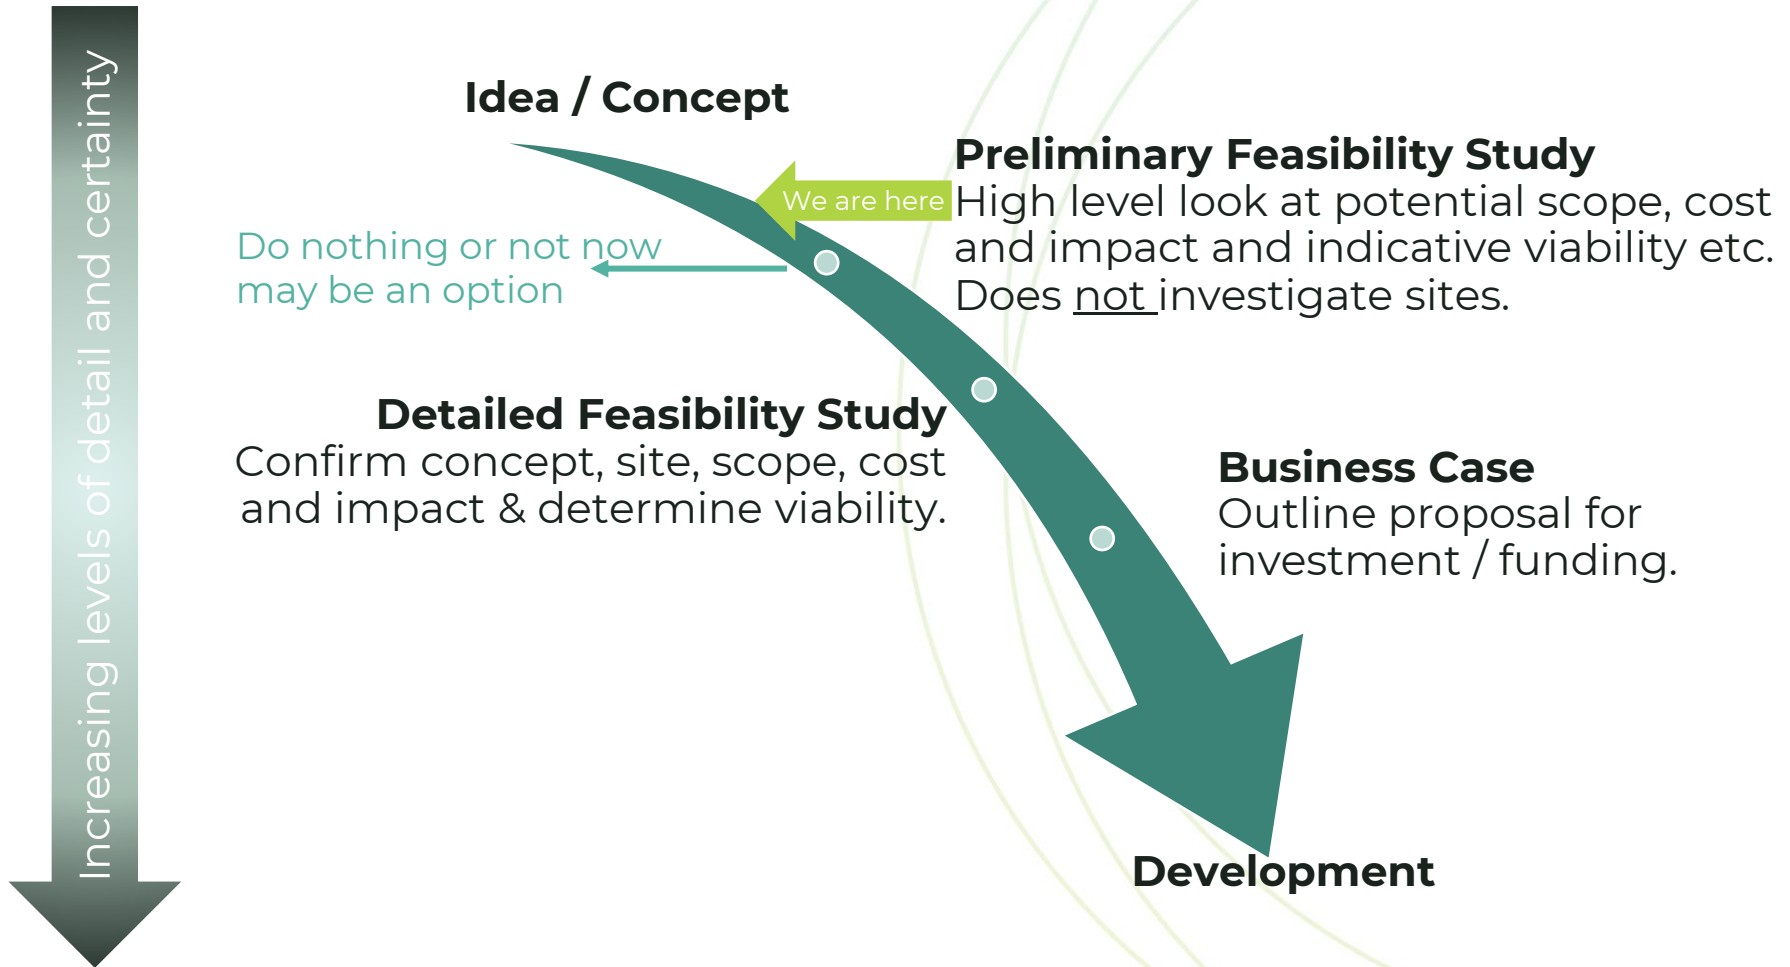 Increasing levels of detail and certainty
Idea / Concept
Preliminary Feasibility Study
We are here
High level look at potential scope, cost
and impact and indicative viability etc.
Does not investigate sites.
Do nothing or not now
may be an option
Detailed Feasibility Study
Confirm concept, site, scope, cost
and impact & determine viability.
Business Case
Outline proposal for
investment / funding.
Development